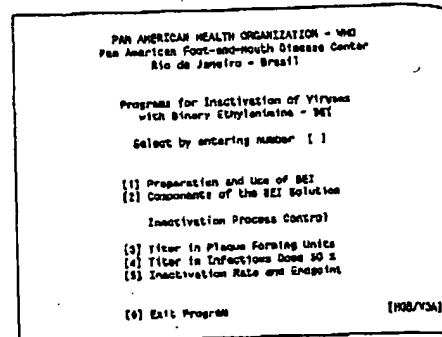 PAN AMERICAN HEALTH ORGANIZATION - WHO
Pan American Foot-and-Mouth Disease Center
Rio de Janeiro - Brasil
Programs for Inactivation of Viruses
with Binary Ethylenimine - BEI
Select by entering number [ ]
[1] Preparation and Use of BEI
[2] Components of the BEI Solution
Inactivation Process Control
[3] Titer in Plaque Forming Units
[4] Titer in Infectious Dose 50 %
[5] Inactivation Rate and Endpoint
[6] Exit Program